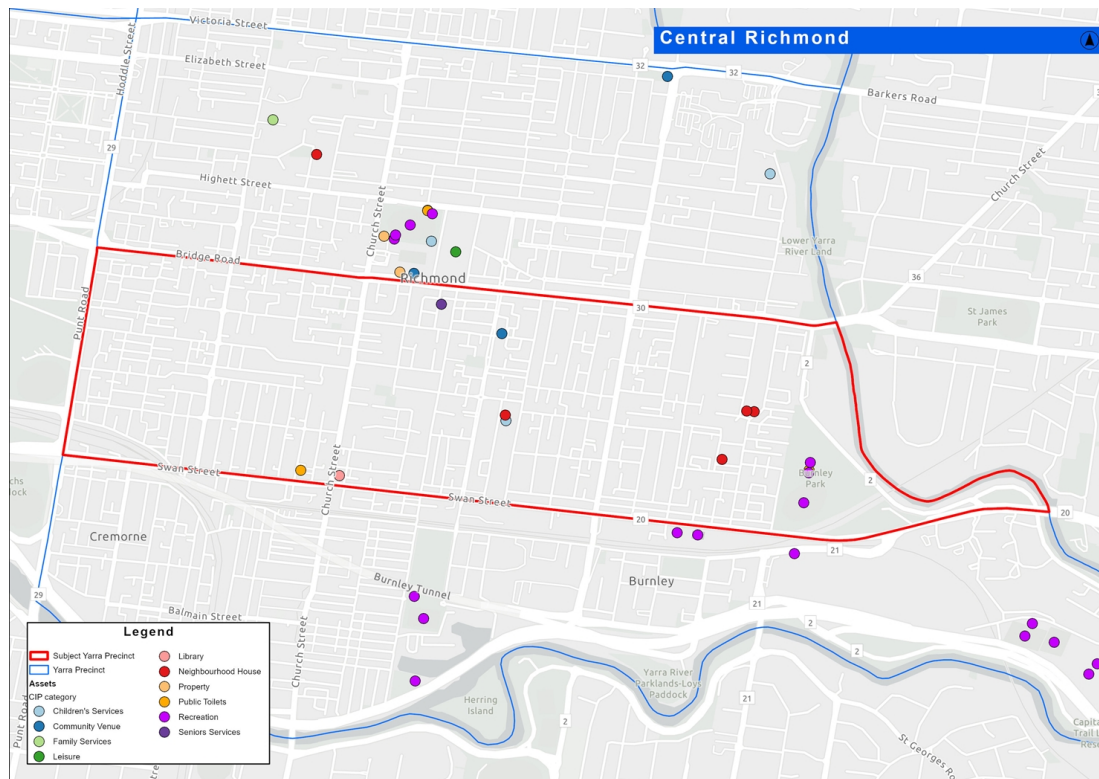 Victoria Street
Central Richmond
Hoddle Street
Elizabeth Street
32
32
Barkers Road
29
Church Street
Highett Street
Church Street
Lower Yarra
River Land
Bridge Road
Richmond
36
Punt Road
30
St James
Park
2
Swan Street
Church Street
Burnley
Park
2
Swan Street
20
20
Cremorne
21
Burnley Tunnel
Burnley
29
Balmain Street
21
2
2
Legend
Subject Yarra Precinct
Yarra Precinct
Assets
CIP category
Children's Services
Community Venue
Family Services
Leisure
Library
Neighbourhood House
Property
Public Toilets
Recreation
Seniors Services
Church Street
Punt Road
Yarra River
Parklands-Loys
Paddock
Herring
Island
2
St Georges R
Capita
Trail L
Rese